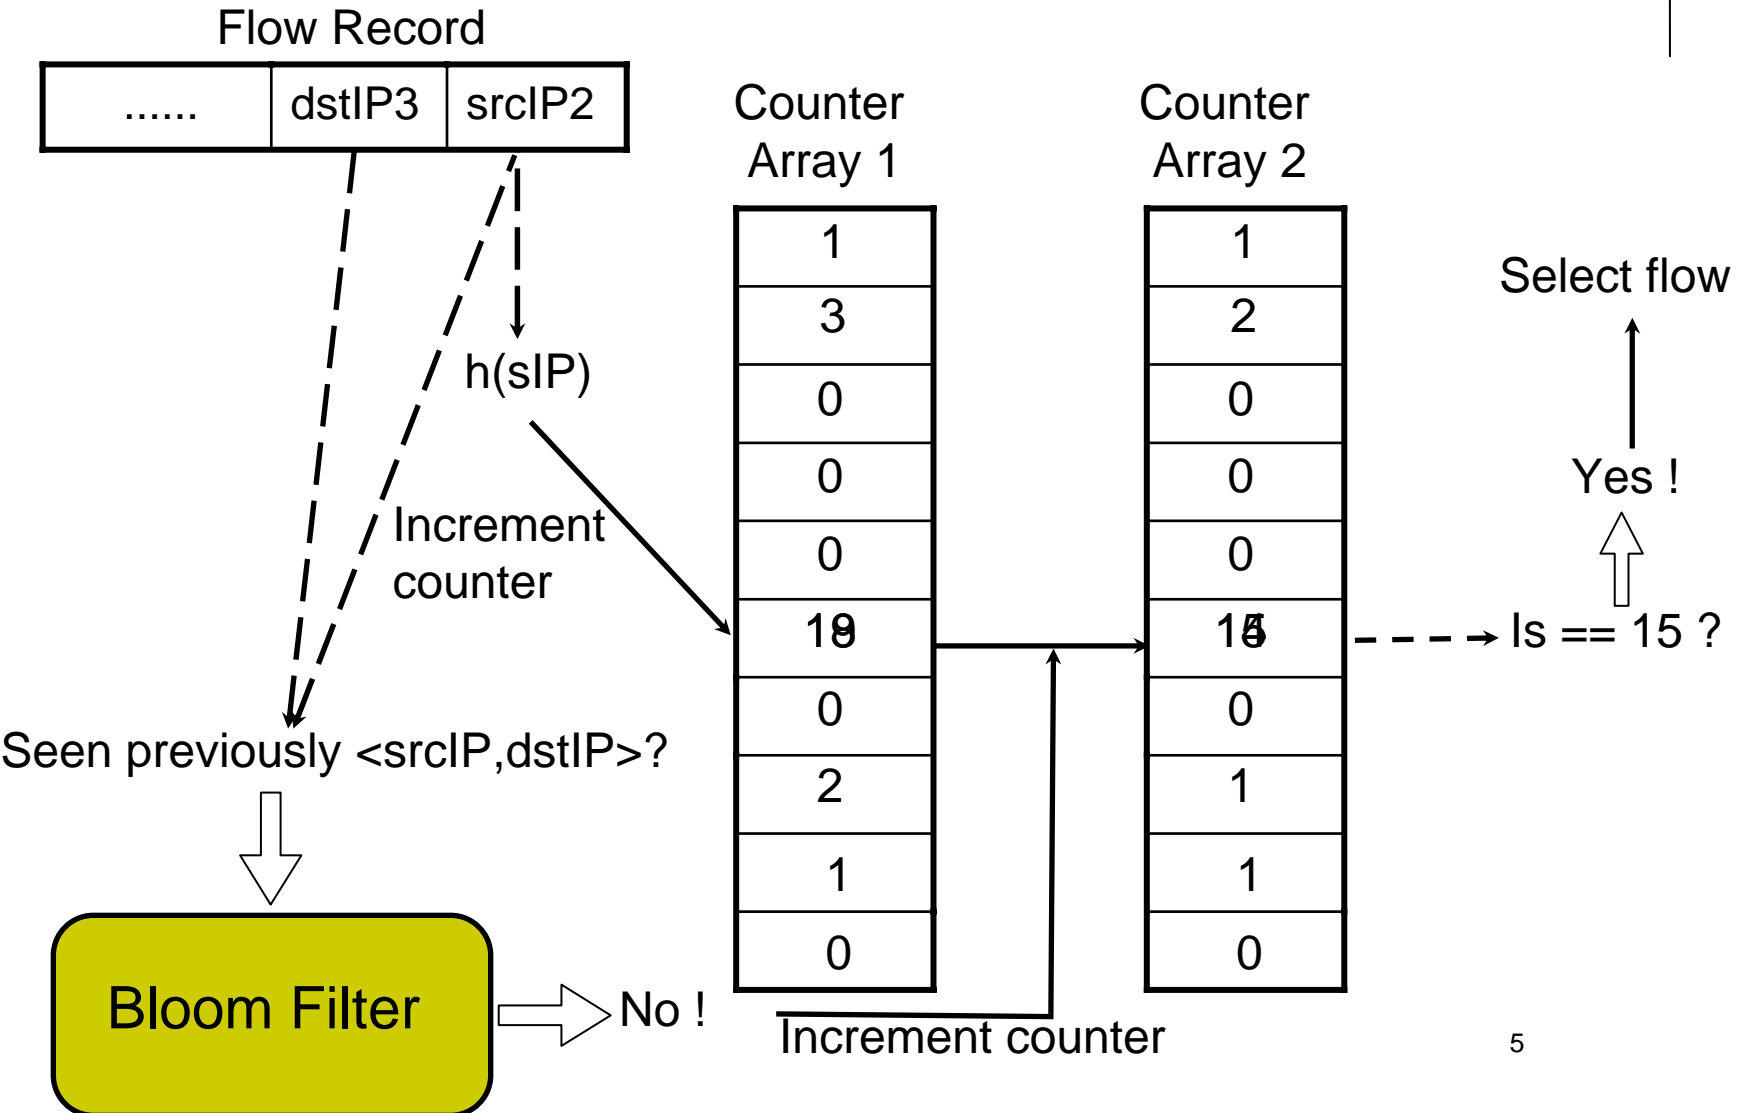 Flow Record
...... dstIP3 srcIP2
Counter
Array 1
Counter
Array 2
1
3
0
0
0
0
2
1
0
1
2
0
0
0
0
1
1
0
h(sIP)
Increment
counter
Seen previously <srcIP,dstIP>?
Bloom Filter
No !
Increment counter
Is == 15 ?
Yes !
Select flow
5